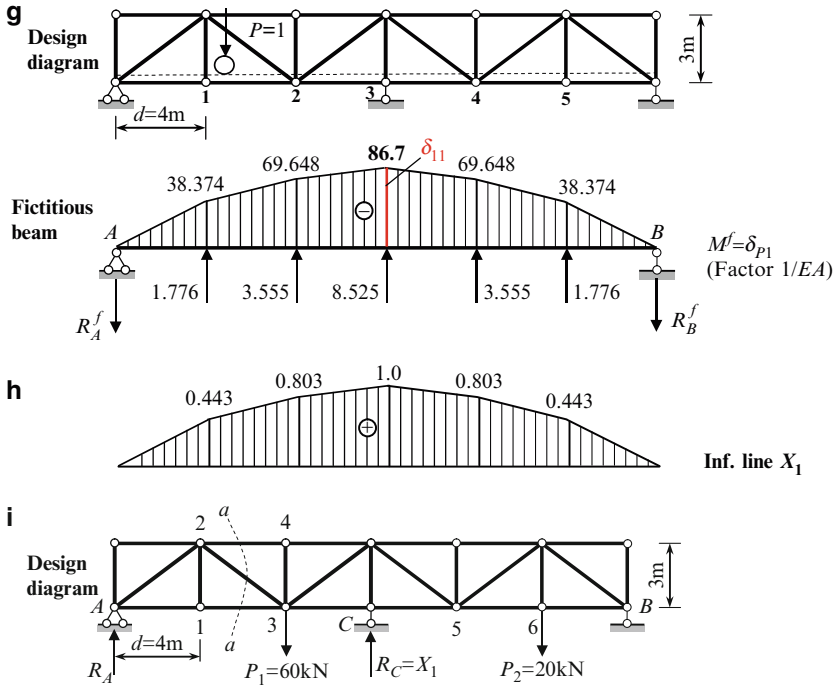 g
Design diagram
P=1
1 2 3 4 5
3m
d=4m
86.7
δ11
69.648 69.648
38.374 38.374
Fictitious beam
A − B
M^f=δ_P1
(Factor 1/EA)
1.776 3.555 8.525 3.555 1.776
R_A^f R_B^f
h
1.0
0.803 0.803
0.443 0.443
+
Inf. line X1
i
a
2 4
Design diagram
3m
A B
1 3 C 5 6
a
d=4m
R_A P1=60kN R_C=X1 P2=20kN